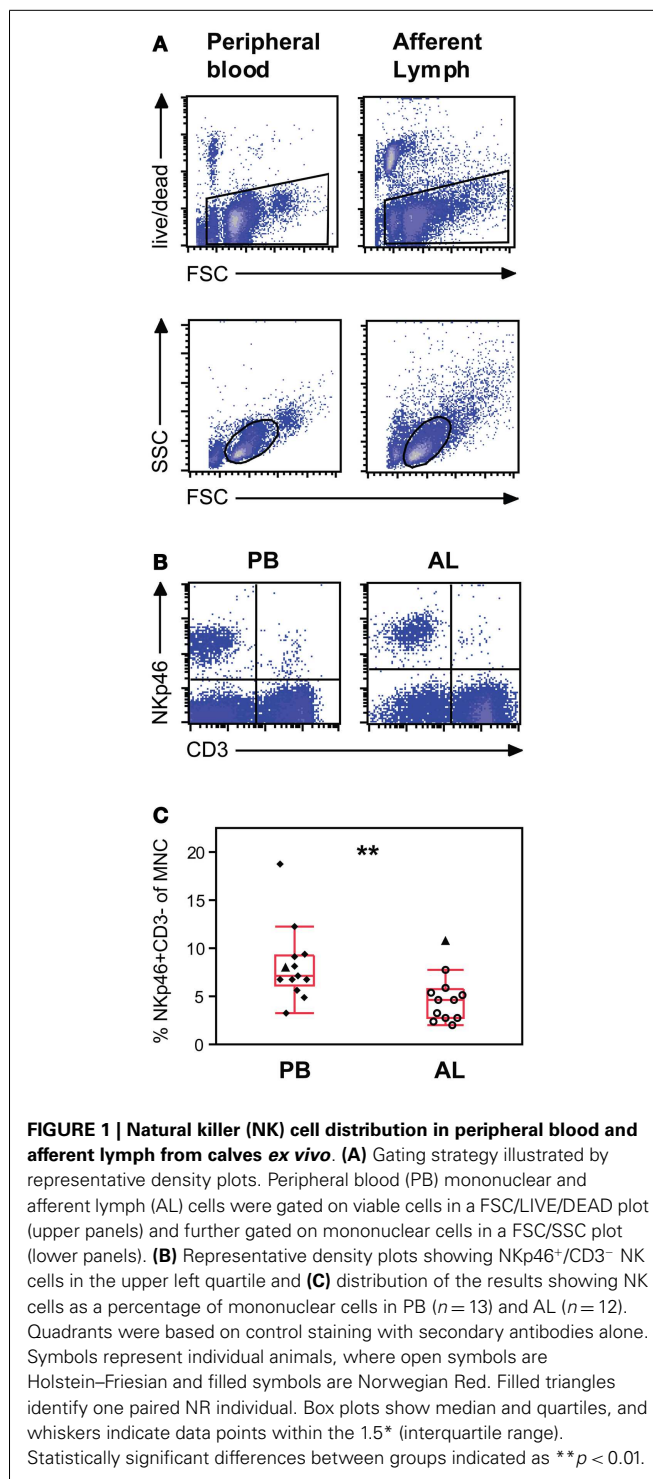 A
Peripheral
blood
Afferent
Lymph
live/dead
FSC
SSC
FSC
B
PB
AL
NKp46
CD3
C
**
% NKp46+CD3- of MNC
20
15
10
5
0
PB
AL
FIGURE 1 | Natural killer (NK) cell distribution in peripheral blood and
afferent lymph from calves ex vivo. (A) Gating strategy illustrated by
representative density plots. Peripheral blood (PB) mononuclear and
afferent lymph (AL) cells were gated on viable cells in a FSC/LIVE/DEAD plot
(upper panels) and further gated on mononuclear cells in a FSC/SSC plot
(lower panels). (B) Representative density plots showing NKp46⁺/CD3⁻ NK
cells in the upper left quartile and (C) distribution of the results showing NK
cells as a percentage of mononuclear cells in PB (n = 13) and AL (n = 12).
Quadrants were based on control staining with secondary antibodies alone.
Symbols represent individual animals, where open symbols are
Holstein–Friesian and filled symbols are Norwegian Red. Filled triangles
identify one paired NR individual. Box plots show median and quartiles, and
whiskers indicate data points within the 1.5* (interquartile range).
Statistically significant differences between groups indicated as **p < 0.01.